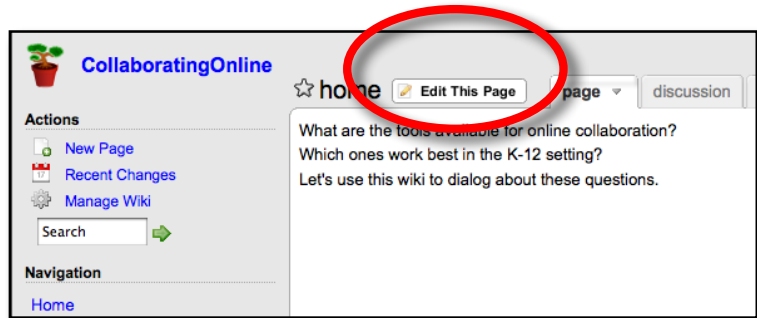 CollaboratingOnline
home
Edit This Page
page
discussion
Actions
New Page
17
Recent Changes
Manage Wiki
Search
Navigation
Home
What are the tools available for online collaboration?
Which ones work best in the K-12 setting?
Let's use this wiki to dialog about these questions.